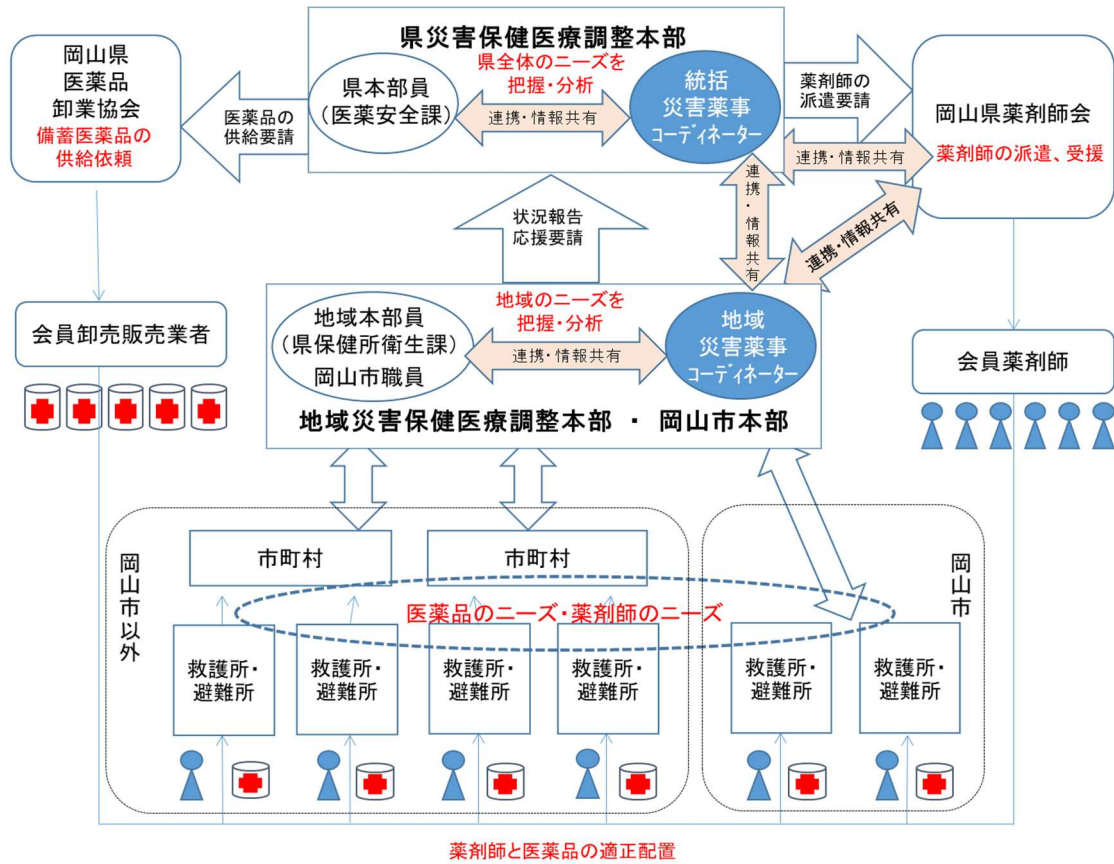 県災害保健医療調整本部
岡山県
医薬品
卸業協会
備蓄医薬品の
供給依頼
医薬品の
供給要請
県本部員
(医薬安全課)
県全体のニーズを
把握・分析
連携・情報共有
統括
災害薬事
コーディネーター
薬剤師の
派遣要請
岡山県薬剤師会
薬剤師の派遣、受援
連携・情報共有
連携・情報共有
連携・情報共有
状況報告
応援要請
会員卸売販売業者
地域本部員
(県保健所衛生課)
岡山市職員
地域のニーズを
把握・分析
連携・情報共有
地域
災害薬事
コーディネーター
地域災害保健医療調整本部 ・ 岡山市本部
会員薬剤師
岡山市以外
市町村
市町村
岡山市
医薬品のニーズ・薬剤師のニーズ
救護所・
避難所
救護所・
避難所
救護所・
避難所
救護所・
避難所
救護所・
避難所
救護所・
避難所
薬剤師と医薬品の適正配置